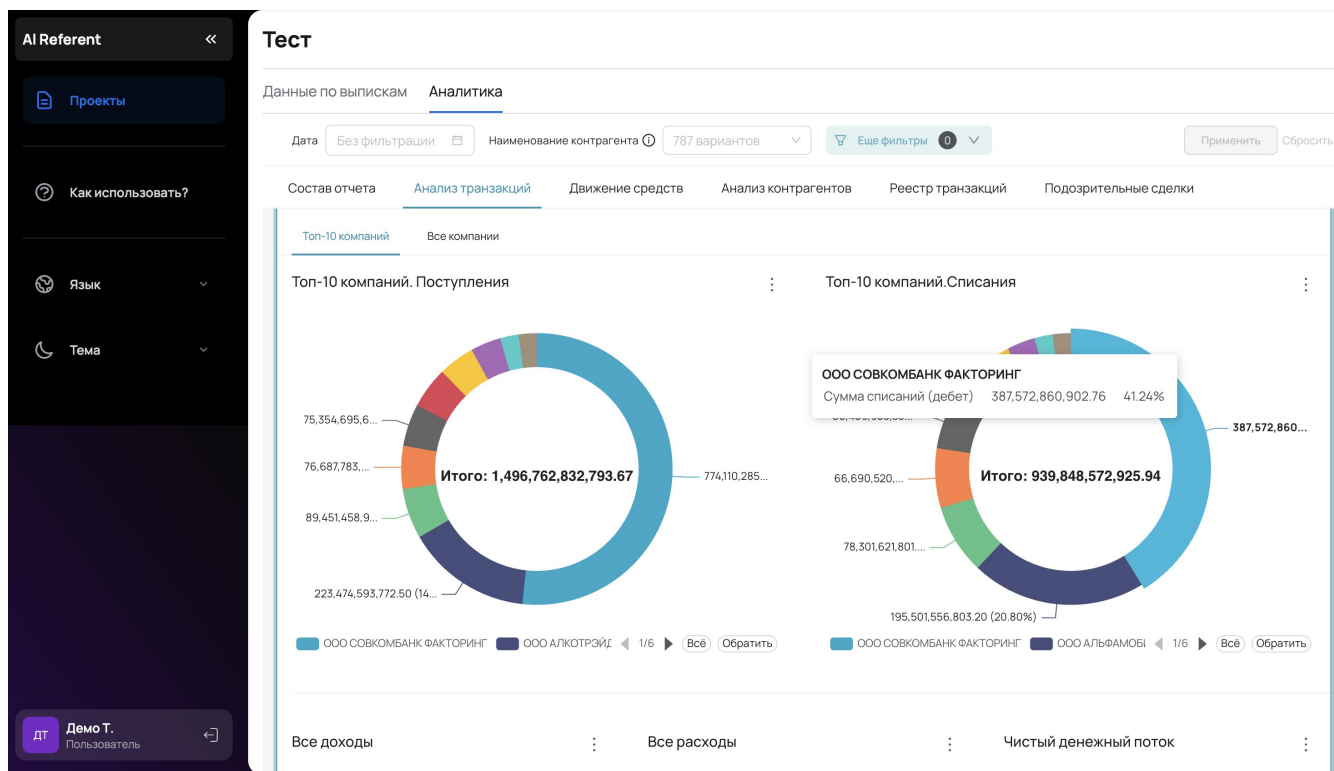 AI Referent
Проекты
Как использовать?
Язык
Тема
ДТ
Демо Т.
Пользователь
Тест
Данные по выпискам Аналитика
Дата Без фильтрации Наименование контрагента 787 вариантов Еще фильтры 0 Применить Сбросить
Состав отчета Анализ транзакций Движение средств Анализ контрагентов Реестр транзакций Подозрительные сделки
Топ-10 компаний Все компании
Топ-10 компаний. Поступления
75,354,695,6...
76,687,783,...
Итого: 1,496,762,832,793.67
774,110,285...
89,451,458,9...
223,474,593,772.50 (14...
ООО СОВКОМБАНК ФАКТОРИНГ ООО АЛКОТРЭЙД 1/6 Всё Обратить
Топ-10 компаний.Списания
ООО СОВКОМБАНК ФАКТОРИНГ
Сумма списаний (дебет) 387,572,860,902.76 41.24%
387,572,860...
66,690,520,...
Итого: 939,848,572,925.94
78,301,621,801....
195,501,556,803.20 (20.80%)
ООО СОВКОМБАНК ФАКТОРИНГ ООО АЛЬФАМОБ 1/6 Всё Обратить
Все доходы Все расходы Чистый денежный поток